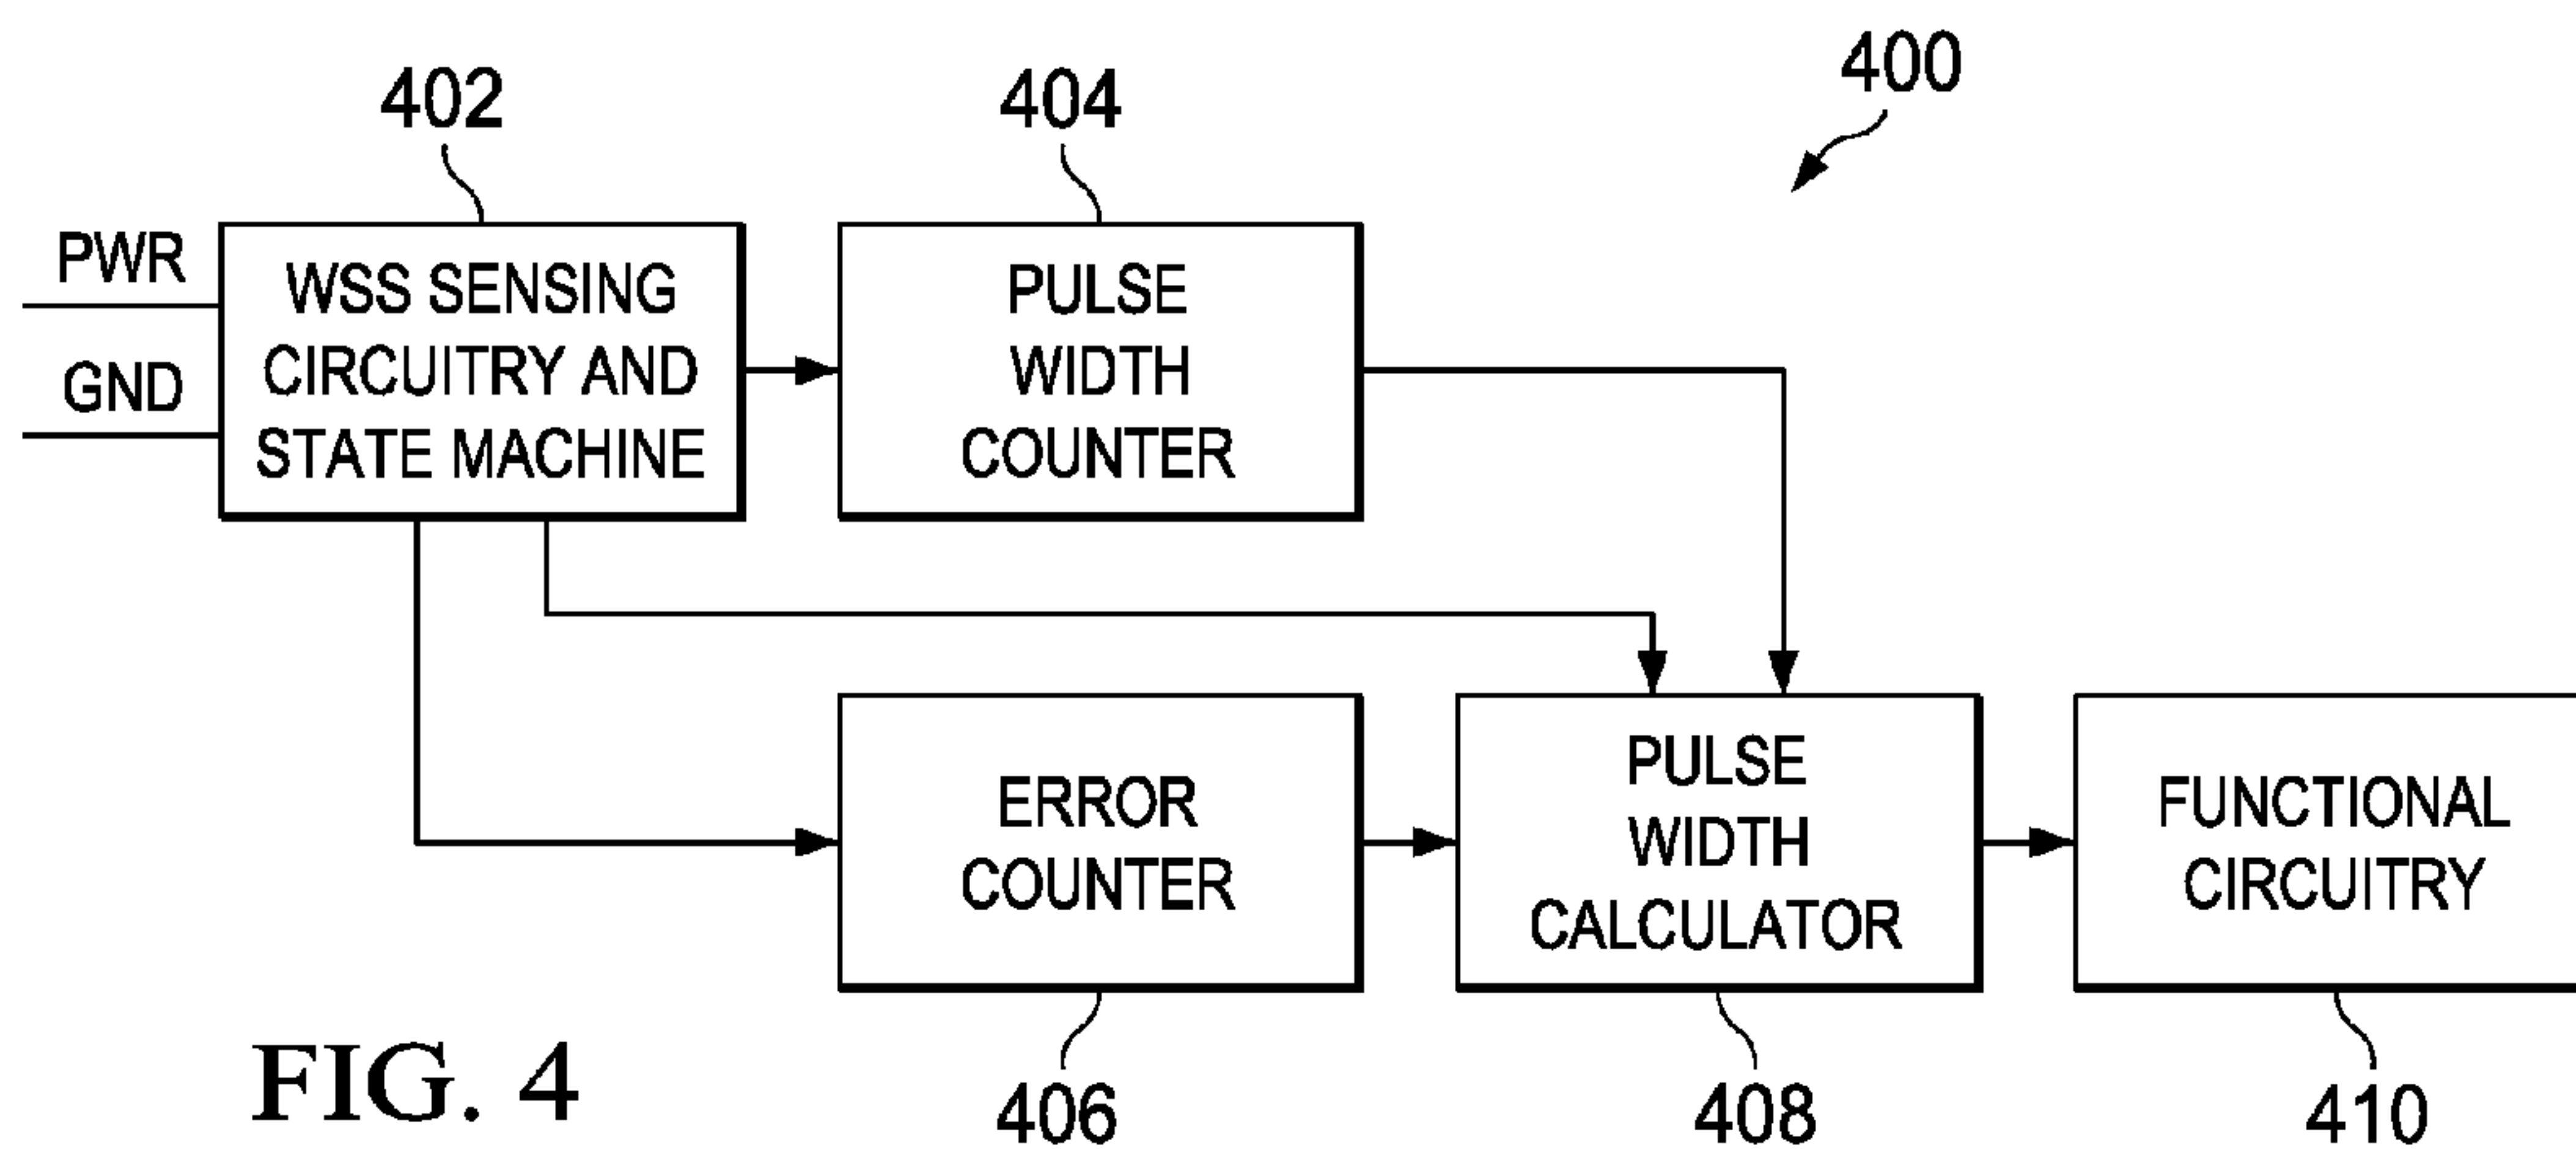 400
402
404
PWR
GND
WSS SENSING
CIRCUITRY AND
STATE MACHINE
PULSE
WIDTH
COUNTER
ERROR
COUNTER
PULSE
WIDTH
CALCULATOR
FUNCTIONAL
CIRCUITRY
406
408
410
FIG. 4